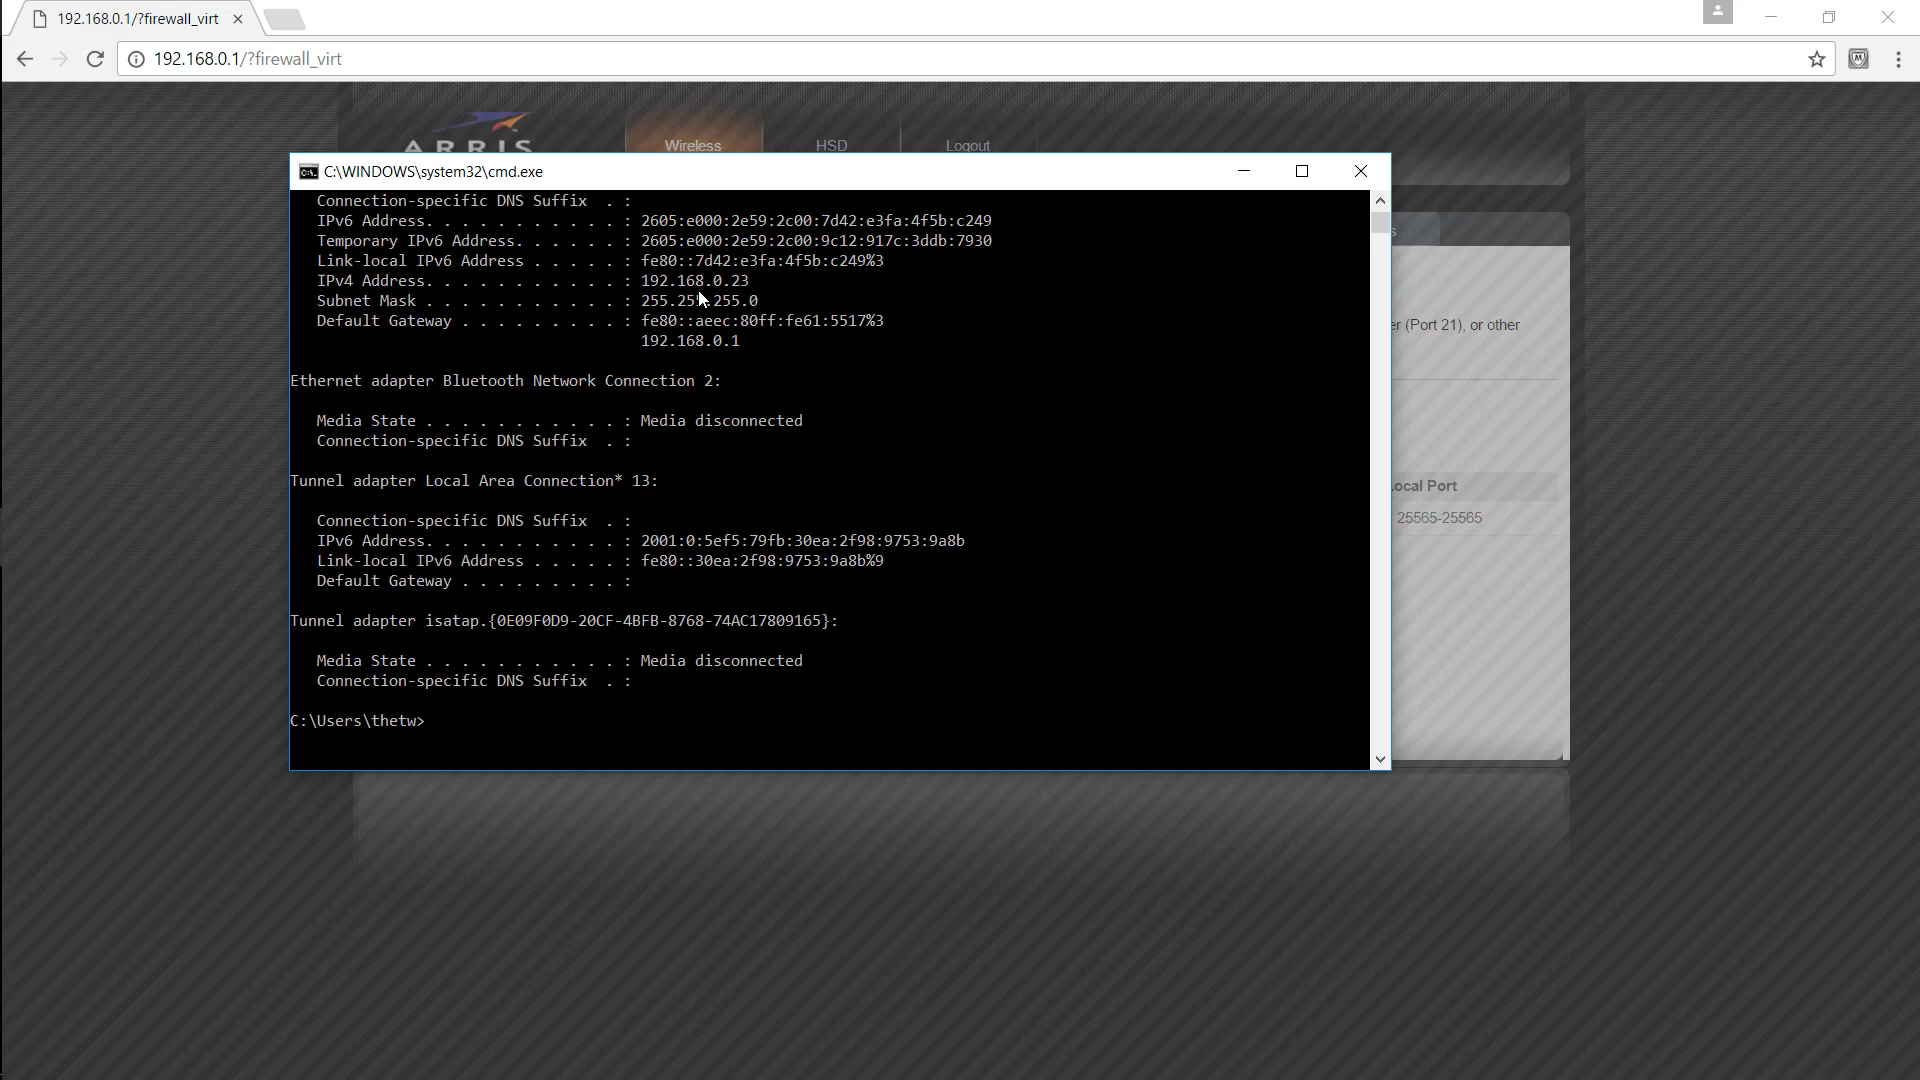 192.168.0.1/?firewall_virt
192.168.0.1/?firewall_virt
ARRIS
Wireless
HSD
Logout
C:\WINDOWS\system32\cmd.exe
Connection-specific DNS Suffix . :
IPv6 Address. . . . . . . . . . . : 2605:e000:2e59:2c00:7d42:e3fa:4f5b:c249
Temporary IPv6 Address. . . . . . : 2605:e000:2e59:2c00:9c12:917c:3ddb:7930
Link-local IPv6 Address . . . . . : fe80::7d42:e3fa:4f5b:c249%3
IPv4 Address. . . . . . . . . . . : 192.168.0.23
Subnet Mask . . . . . . . . . . . : 255.255.255.0
Default Gateway . . . . . . . . . : fe80::aeec:80ff:fe61:5517%3
192.168.0.1
Ethernet adapter Bluetooth Network Connection 2:
Media State . . . . . . . . . . . : Media disconnected
Connection-specific DNS Suffix . :
Tunnel adapter Local Area Connection* 13:
Connection-specific DNS Suffix . :
IPv6 Address. . . . . . . . . . . : 2001:0:5ef5:79fb:30ea:2f98:9753:9a8b
Link-local IPv6 Address . . . . . : fe80::30ea:2f98:9753:9a8b%9
Default Gateway . . . . . . . . . :
Tunnel adapter isatap.{0E09F0D9-20CF-4BFB-8768-74AC17809165}:
Media State . . . . . . . . . . . : Media disconnected
Connection-specific DNS Suffix . :
C:\Users\thetw>
(Port 21), or other
Port
25565-25565